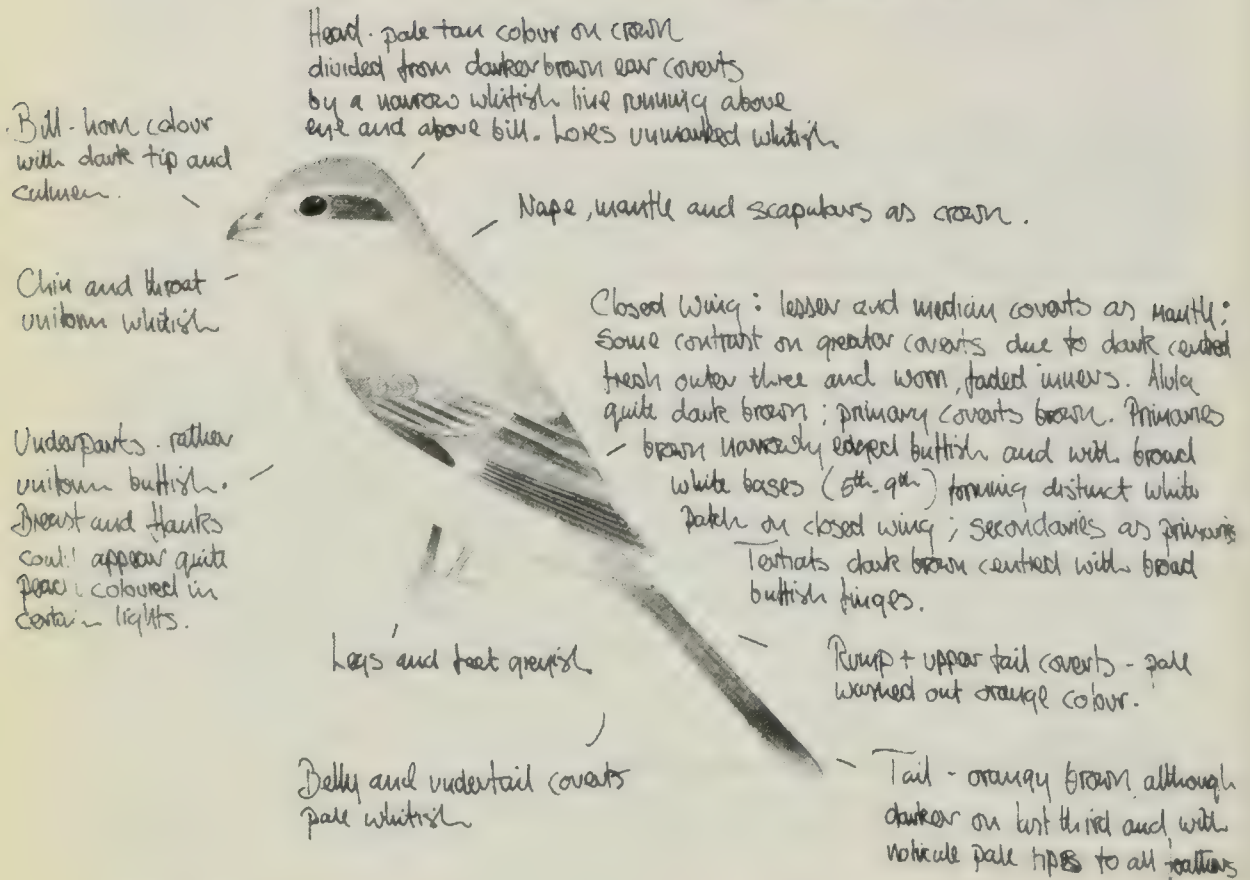 Head - pale tan colour on crown
divided from darker brown ear coverts
by a narrow whitish line running above
eye and above bill. Lores unmarked whitish
Bill - horn colour
with dark tip and
culmen.
Nape, mantle and scapulars as crown.
Chin and throat
uniform whitish
Closed wing: lesser and median coverts as mantle;
Some contrast on greater coverts due to dark centred
fresh outer three and worn, faded inners. Alula
quite dark brown; primary coverts brown. Primaries
brown narrowly edged buffish and with broad
white bases (5th-9th) forming distinct white
patch on closed wing; secondaries as primaries
Tertials dark brown centred with broad
buffish fringes.
Underparts - rather
uniform buffish.
Breast and flanks
could appear quite
peach coloured in
certain lights.
Legs and feet greyish
Rump + upper tail coverts - pale
washed out orange colour.
Belly and undertail coverts
pale whitish
Tail - orangy brown although
darker on last third and with
pale tips to all feathers